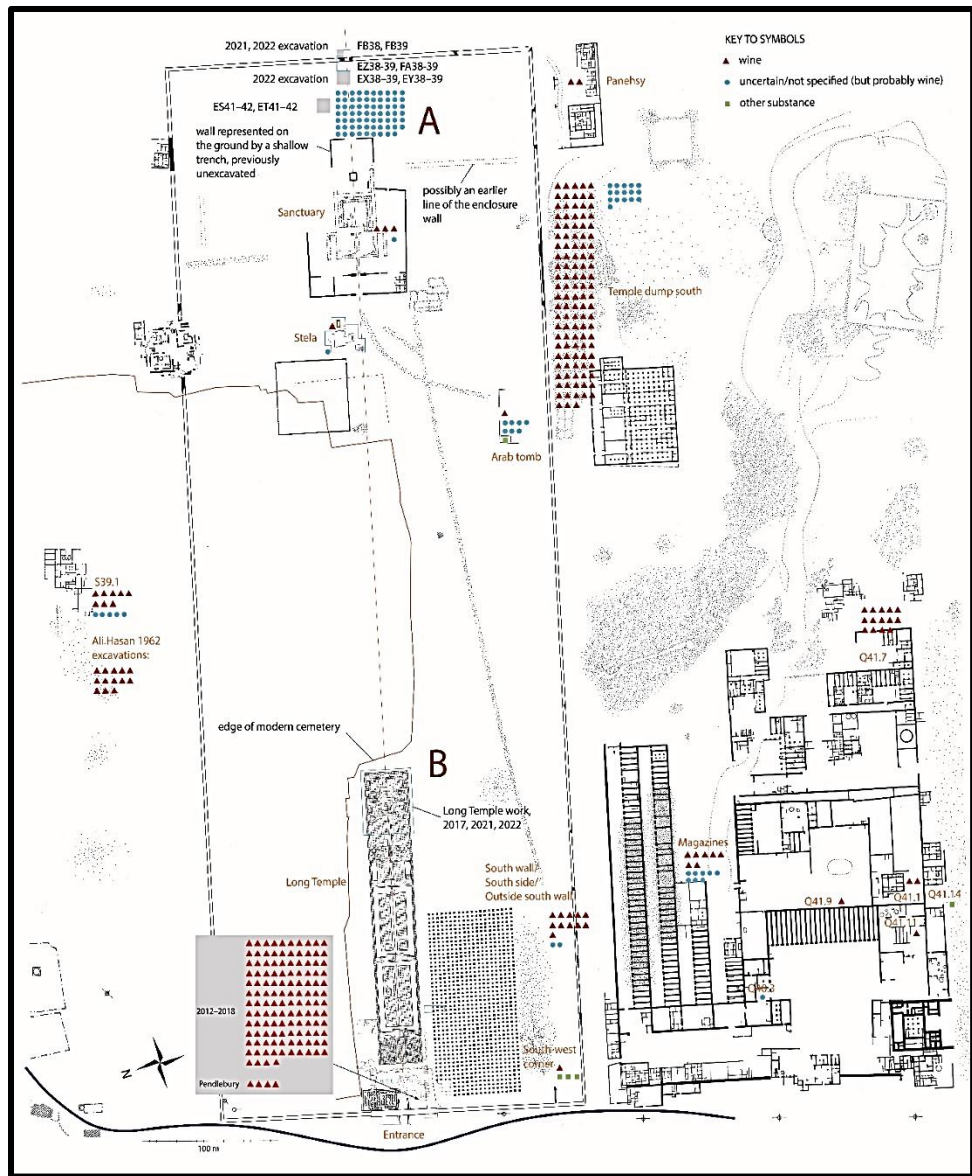 2021, 2022 excavation
FB38, FB39
EZ38-39, FA38-39
2022 excavation
EX38–39, EY38–39
ES41–42, ET41–42
A
wall represented on
the ground by a shallow
trench, previously
unexcavated
possibly an earlier
line of the enclosure
wall
Sanctuary
Panehsy
KEY TO SYMBOLS
wine
uncertain/not specified (but probably wine)
other substance
Temple dump south
Stela
Arab tomb
S39.1
Ali.Hasan 1962
excavations:
edge of modern cemetery
B
Long Temple work,
2017, 2021, 2022
Long Temple
South wall/
South side/
Outside south wall
Q41.7
Magazines
Q41.9
Q41.1
Q41.14
Q41.11
2012–2018
Pendlebury
South-west
corner
N
100 m
Entrance